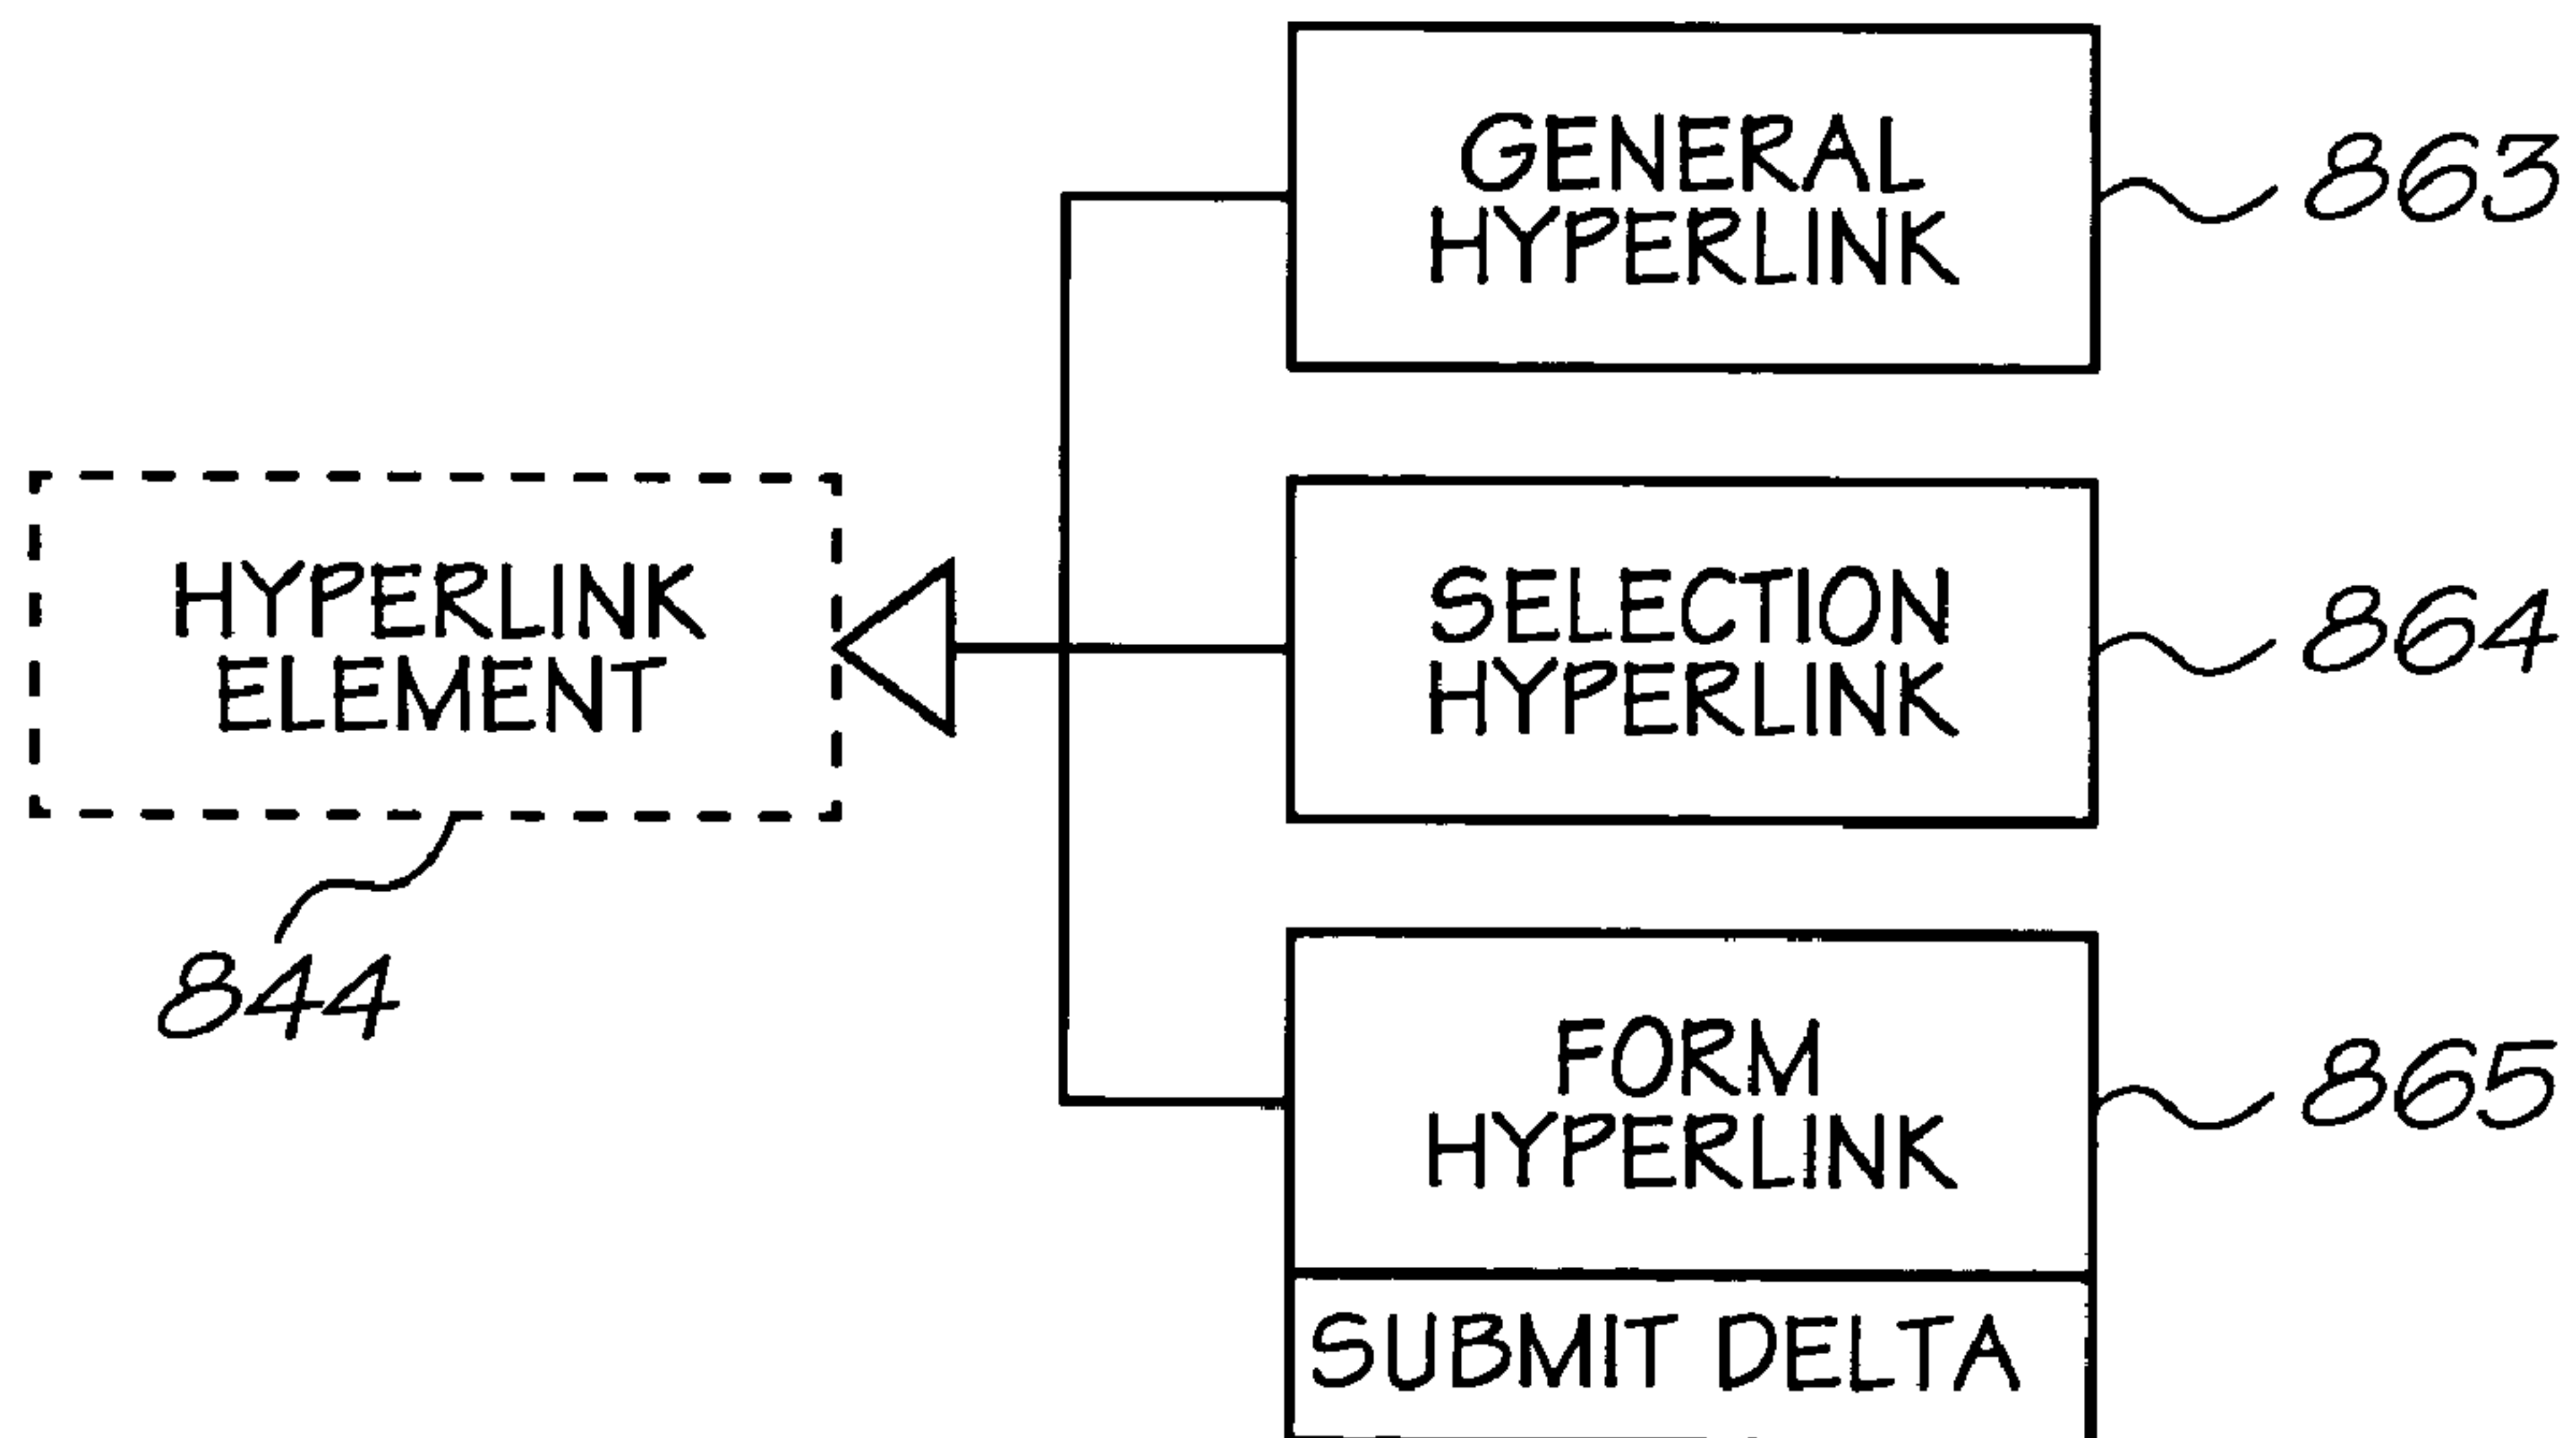 GENERAL
HYPERLINK
863
HYPERLINK
ELEMENT
844
SELECTION
HYPERLINK
864
FORM
HYPERLINK
865
SUBMIT DELTA